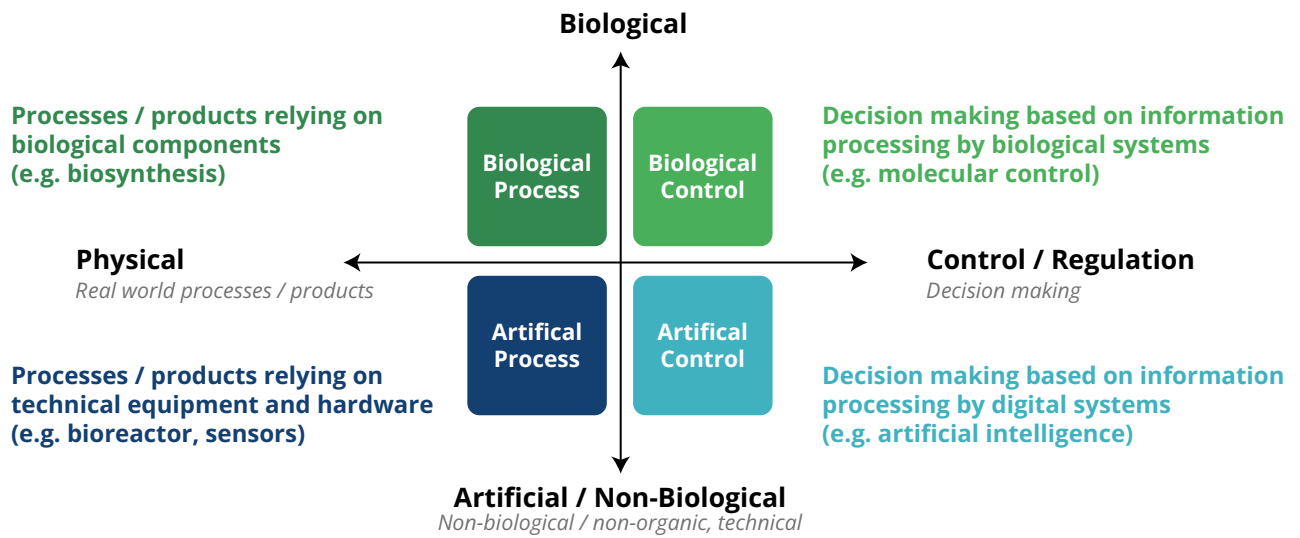 Biological
Processes / products relying on
biological components
(e.g. biosynthesis)
Biological
Process
Biological
Control
Decision making based on information
processing by biological systems
(e.g. molecular control)
Physical
Real world processes / products
Control / Regulation
Decision making
Processes / products relying on
technical equipment and hardware
(e.g. bioreactor, sensors)
Artifical
Process
Artifical
Control
Decision making based on information
processing by digital systems
(e.g. artificial intelligence)
Artificial / Non-Biological
Non-biological / non-organic, technical